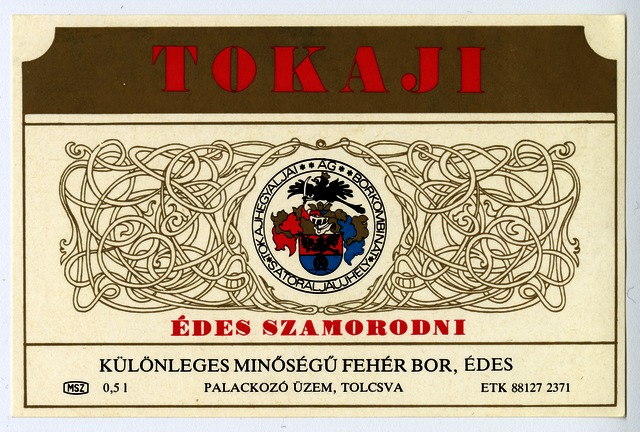 TOKAJI
TOKAJHEGYALJAI ** ÁG ** BORKOMBINÁT
* SÁTORALJAÚJHELY *
ÉDES SZAMORODNI
KÜLÖNLEGES MINŐSÉGŰ FEHÉR BOR, ÉDES
MSZ 0,5 l PALACKOZÓ ÜZEM, TOLCSVA ETK 88127 2371